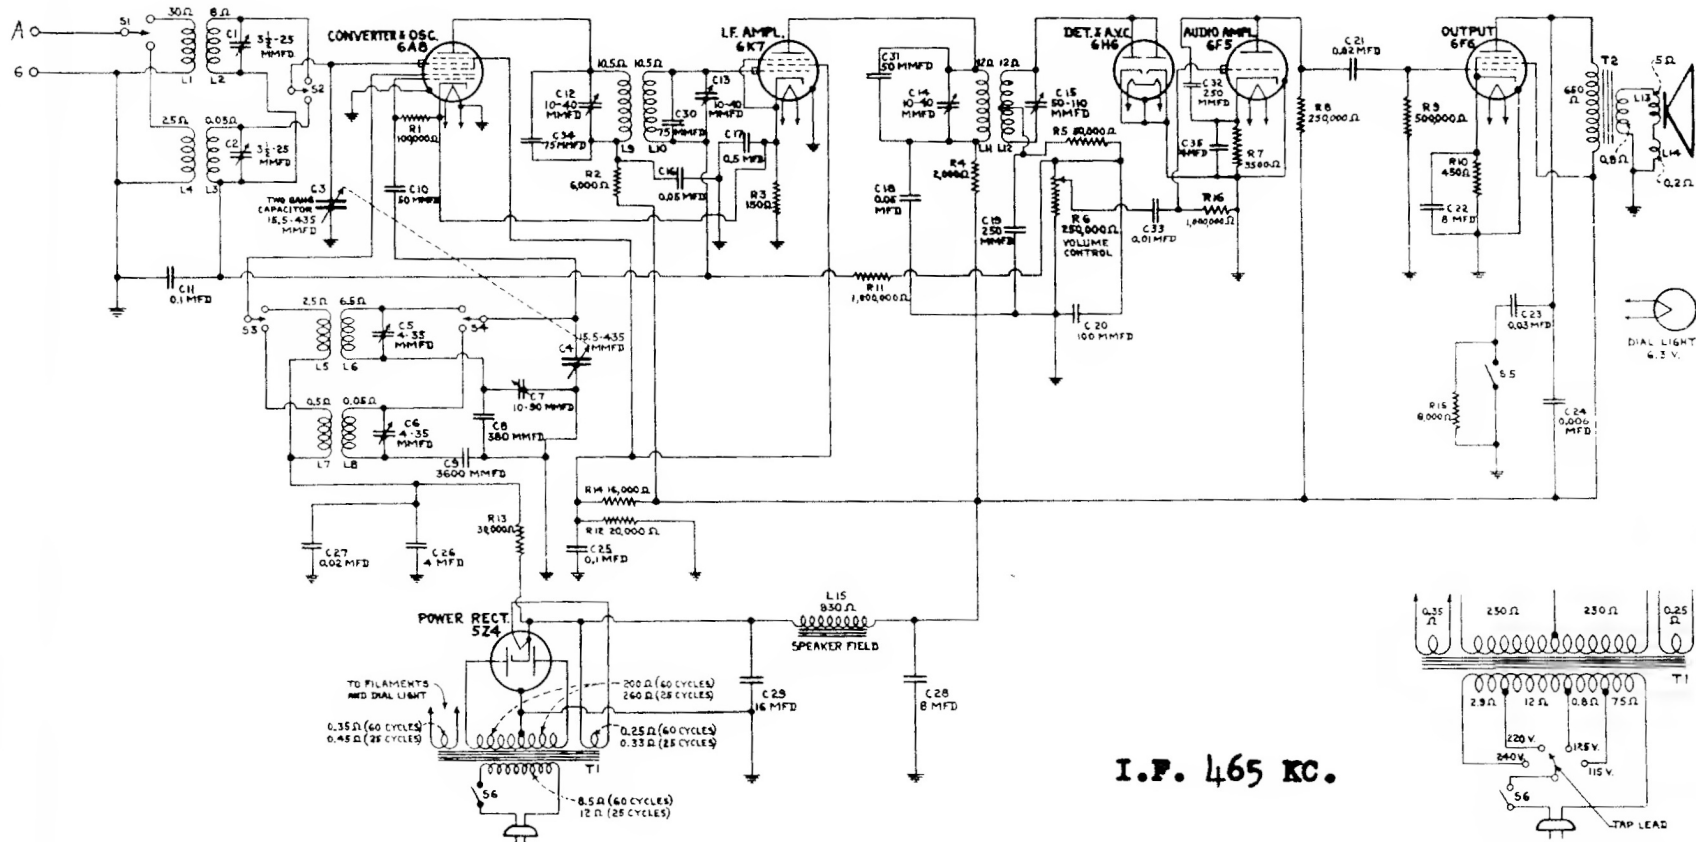 A
G
S1
30Ω
8Ω
C1
3½-25
MMFD
L1
L2
S2
25Ω
0.05Ω
C2
3½-25
MMFD
L4
L3
C11
0.1 MFD
CONVERTER & OSC.
6A8
R1
100,000Ω
C3
TWO GANG
CAPACITOR
15.5-435
MMFD
C10
50 MMFD
C12
10-40
MMFD
C34
75 MMFD
10.5Ω
10.5Ω
L9
L10
C30
75
MMFD
C13
10-40
MMFD
C17
0.5 MFD
R2
6,000Ω
C16
0.05 MFD
R3
150Ω
I.F. AMPL.
6K7
C31
50 MMFD
C14
10-40
MMFD
12Ω
12Ω
L11
L12
C15
50-110
MMFD
R5 50,000Ω
R4
2,000Ω
C18
0.05
MFD
C19
250
MMFD
R6
250,000Ω
VOLUME
CONTROL
R11
1,000,000Ω
C20
100 MMFD
DET. & A.V.C.
6H6
AUDIO AMPL.
6F5
C32
250
MMFD
C35
4 MFD
R7
3500Ω
R16
1,000,000Ω
C33
0.01 MFD
R8
250,000Ω
C21
0.02 MFD
R9
500,000Ω
OUTPUT
6F6
R10
450Ω
C22
8 MFD
T2
650
Ω
5Ω
L13
0.8Ω
L14
0.2Ω
C23
0.03 MFD
DIAL LIGHT
6.3 V.
S5
R15
8,000Ω
C24
0.006
MFD
S3
2.5Ω
6.5Ω
C5
4-35
MMFD
L5
L6
S4
15.5-435
MMFD
C4
C7
10-90 MMFD
0.5Ω
0.05Ω
C6
4-35
MMFD
C8
380 MMFD
L7
L8
C9
3600 MMFD
R14 16,000Ω
R12 20,000Ω
R13
C27
0.02 MFD
C26
4 MFD
C25
0.1 MFD
POWER RECT.
5Z4
L15
830Ω
SPEAKER FIELD
C29
16 MFD
C28
8 MFD
TO FILAMENTS
AND DIAL LIGHT
200Ω (60 CYCLES)
260Ω (25 CYCLES)
0.35Ω (60 CYCLES)
0.45Ω (25 CYCLES)
0.25Ω (60 CYCLES)
0.33Ω (25 CYCLES)
T1
S6
8.5Ω (60 CYCLES)
12Ω (25 CYCLES)
I.F. 465 KC.
0.35
Ω
230Ω
230Ω
0.25
Ω
T1
2.9Ω
12Ω
0.8Ω
75Ω
220 V.
240 V.
125 V.
115 V.
S6
TAP LEAD